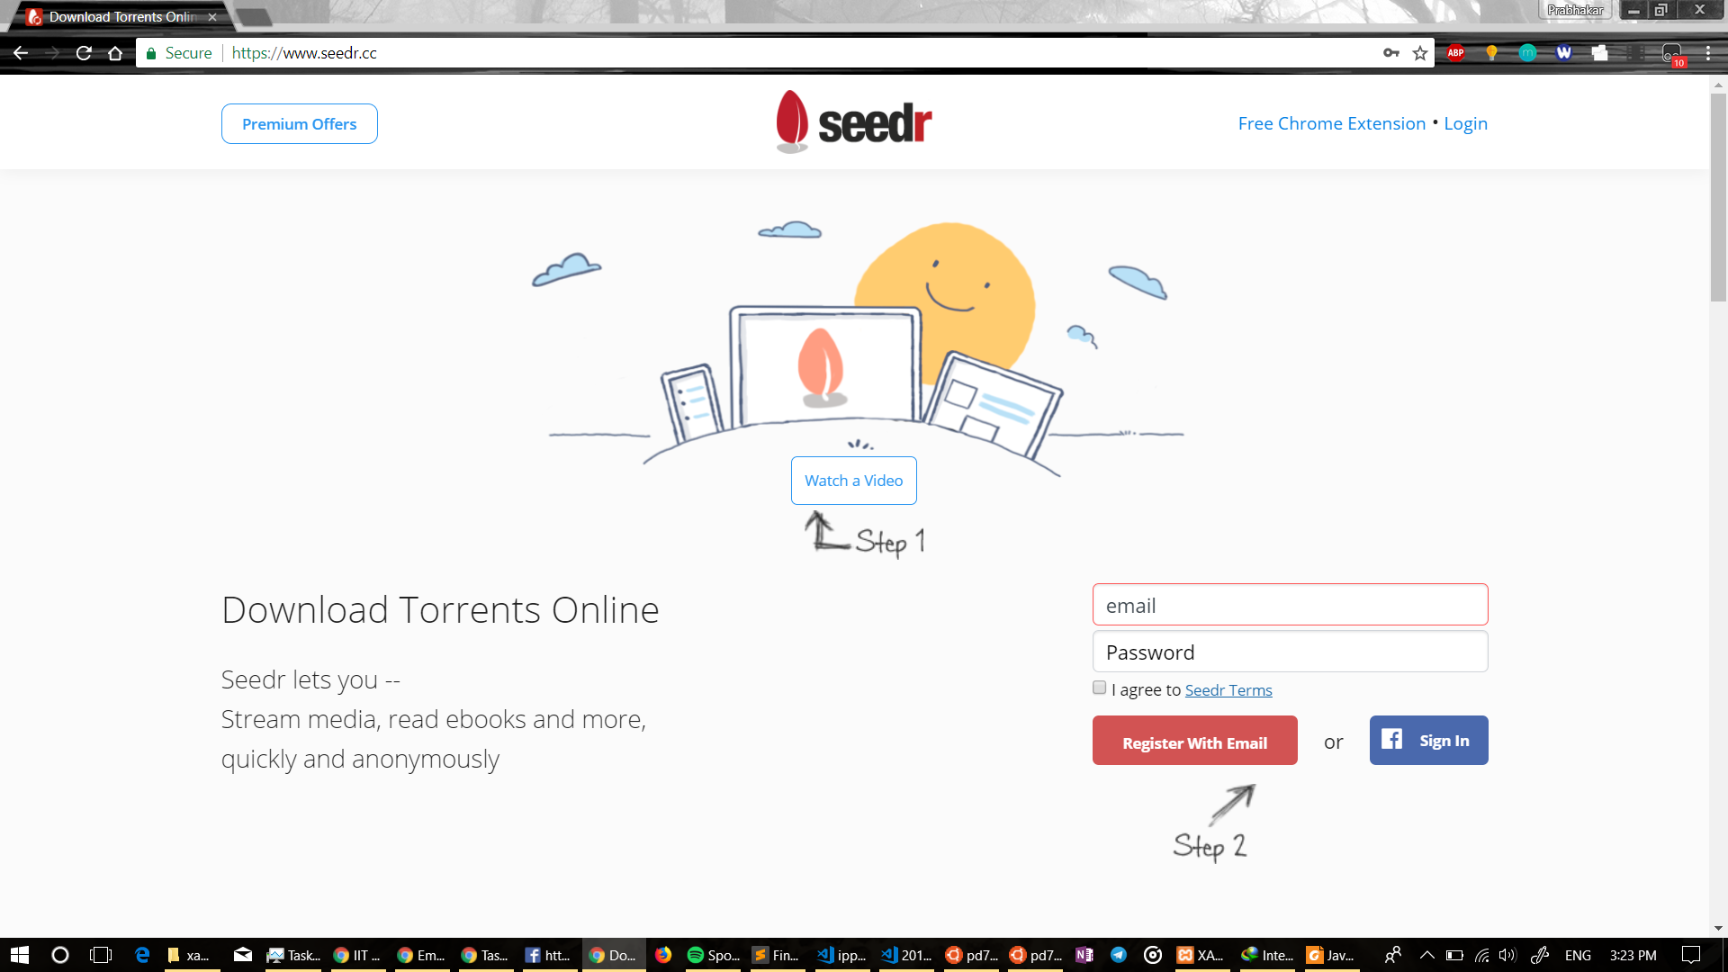 Download Torrents Onlin
Prabhakar
Secure
https://www.seedr.cc
ABP
m
W
10
Premium Offers
seedr
Free Chrome Extension • Login
Watch a Video
Step 1
Download Torrents Online
email
Seedr lets you --
Password
Stream media, read ebooks and more,
I agree to Seedr Terms
quickly and anonymously
Register With Email
or
Sign In
Step 2
xa...
Task...
IIT ...
Em...
Tas...
htt...
Do...
Spo...
Fin...
ipp...
201...
pd7...
pd7...
XA...
Inte...
Jav...
ENG
3:23 PM